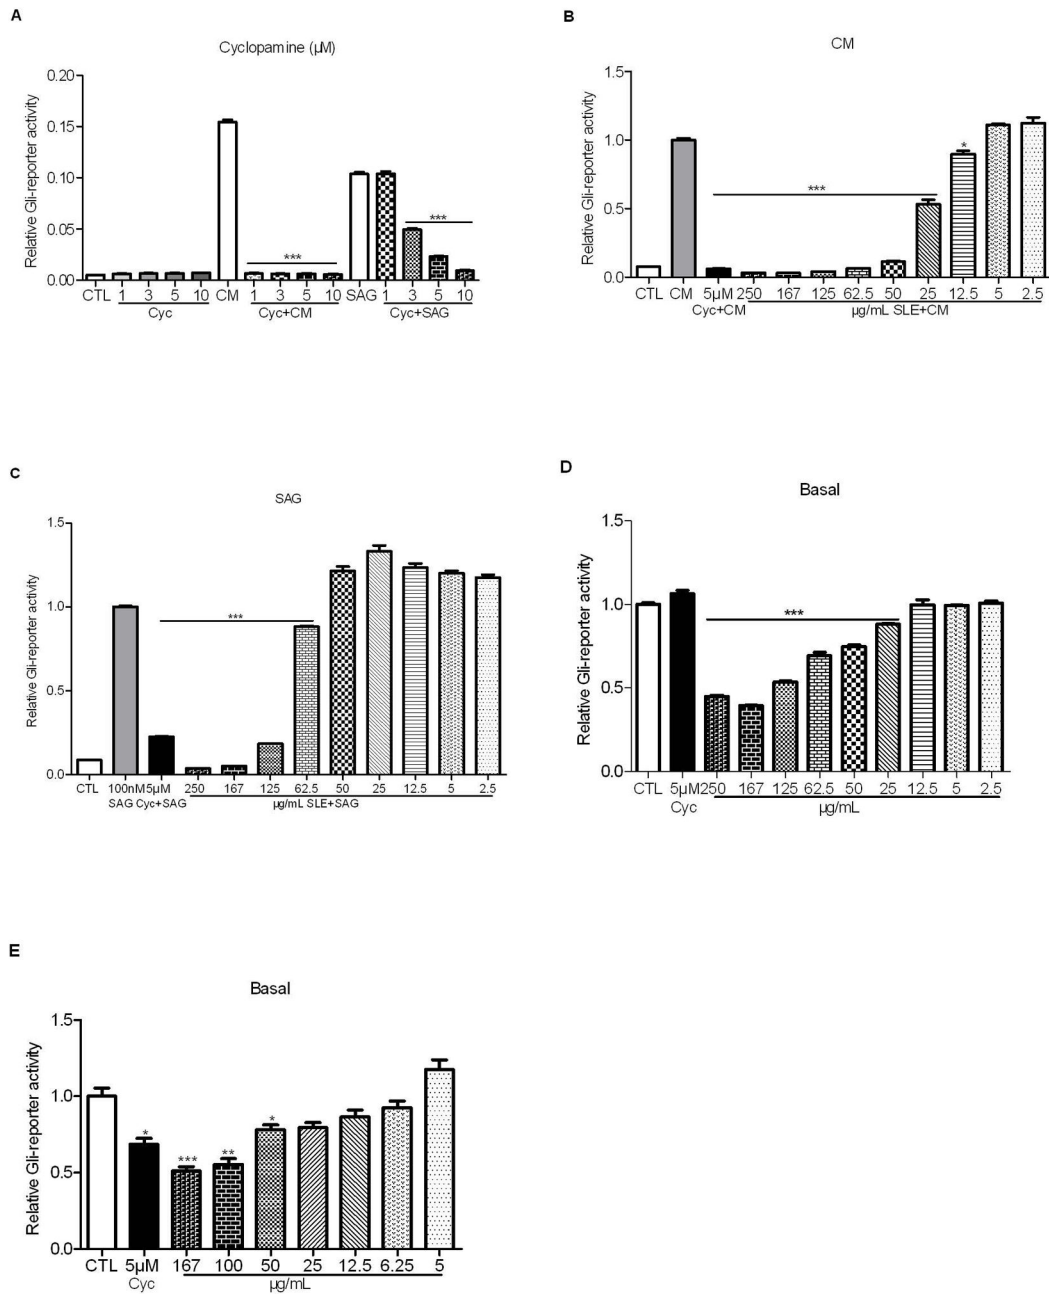 A
Cyclopamine (µM)
Relative Gli-reporter activity
0.20
0.15
0.10
0.05
0.00
***
***
CTL 1 3 5 10 CM 1 3 5 10 SAG 1 3 5 10
Cyc Cyc+CM Cyc+SAG
B
CM
Relative Gli-reporter activity
1.5
1.0
0.5
0.0
***
*
CTL CM 5µM 250 167 125 62.5 50 25 12.5 5 2.5
Cyc+CM µg/mL SLE+CM
C
SAG
Relative Gli-reporter activity
1.5
1.0
0.5
0.0
***
CTL 100nM 5µM 250 167 125 62.5 50 25 12.5 5 2.5
SAG Cyc+SAG µg/mL SLE+SAG
D
Basal
Relative Gli-reporter activity
1.5
1.0
0.5
0.0
***
CTL 5µM 250 167 125 62.5 50 25 12.5 5 2.5
Cyc µg/mL
E
Basal
Relative Gli-reporter activity
1.5
1.0
0.5
0.0
*
***
**
*
CTL 5µM 167 100 50 25 12.5 6.25 5
Cyc µg/mL